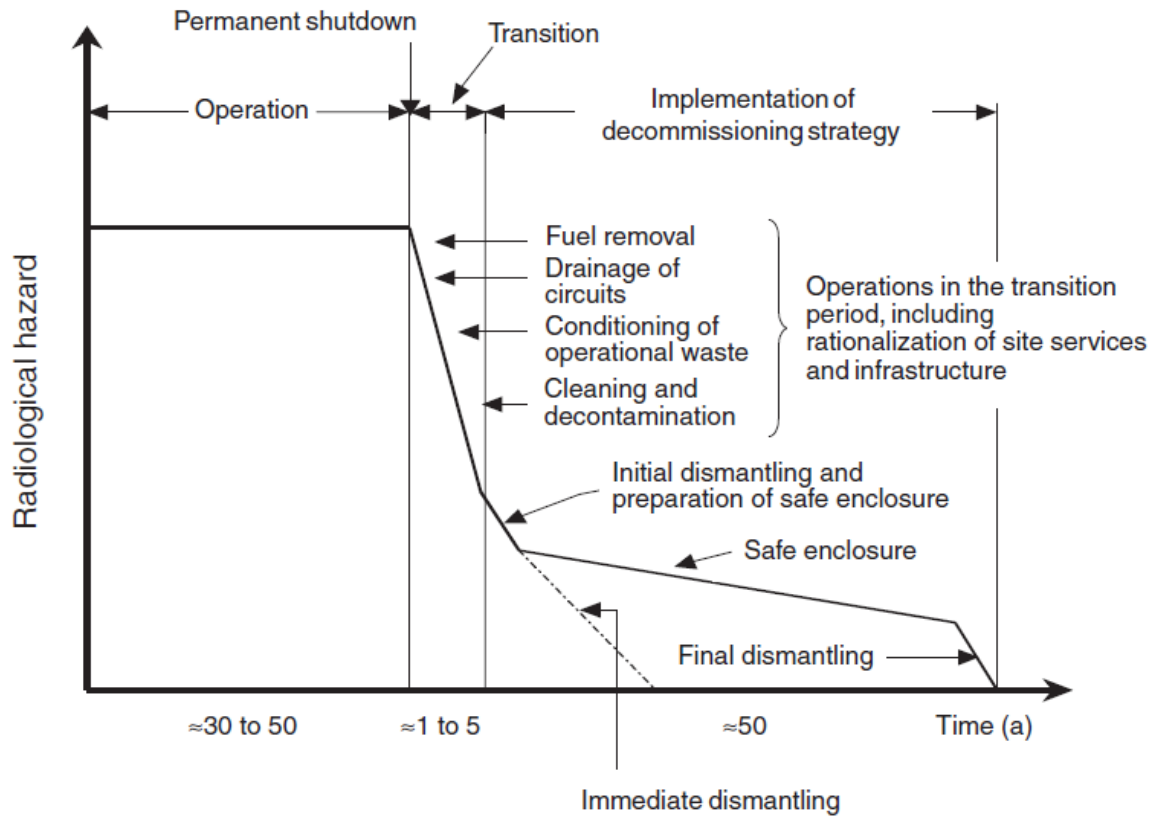 Permanent shutdown
Transition
Operation
Implementation of
decommissioning strategy
Radiological hazard
Fuel removal
Drainage of
circuits
Conditioning of
operational waste
Cleaning and
decontamination
Operations in the transition
period, including
rationalization of site services
and infrastructure
Initial dismantling and
preparation of safe enclosure
Safe enclosure
Final dismantling
≈30 to 50
≈1 to 5
≈50
Time (a)
Immediate dismantling